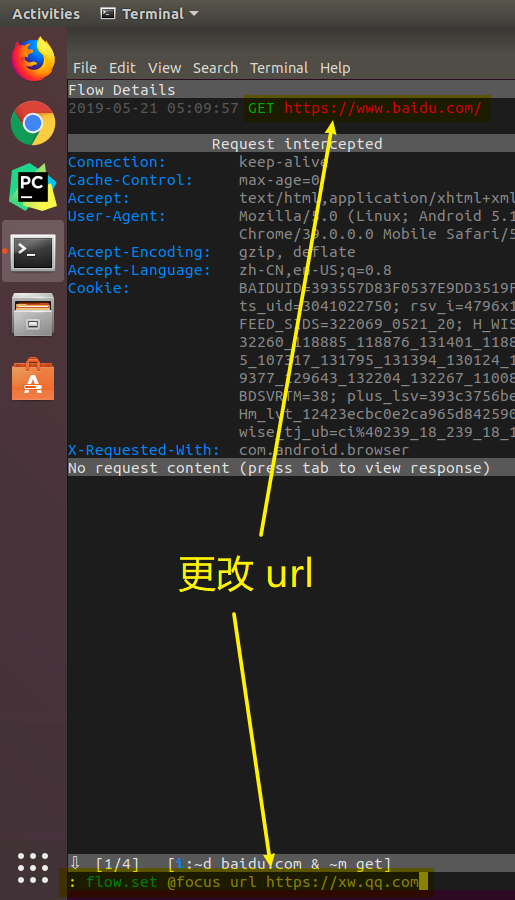 Activities Terminal
File Edit View Search Terminal Help
Flow Details
2019-05-21 05:09:57 GET https://www.baidu.com/
Request intercepted
Connection: keep-alive
Cache-Control: max-age=0
Accept: text/html,application/xhtml+xml
User-Agent: Mozilla/5.0 (Linux; Android 5.1
Chrome/39.0.0.0 Mobile Safari/5
Accept-Encoding: gzip, deflate
Accept-Language: zh-CN,en-US;q=0.8
Cookie: BAIDUID=393557D83F0537E9DD3519F
ts_uid=3041022750; rsv_i=4796x1
FEED_SIDS=322069_0521_20; H_WIS
32260_118885_118876_131401_1188
5_107317_131795_131394_130124_1
9377_129643_132204_132267_11008
BDSVRTM=38; plus_lsv=393c3756be
Hm_lvt_12423ecbc0e2ca965d842590
wise_tj_ub=ci%40239_18_239_18_1
X-Requested-With: com.android.browser
No request content (press tab to view response)
更改 url
⇩ [1/4] [i:~d baidu.com & ~m get]
: flow.set @focus url https://xw.qq.com
PC